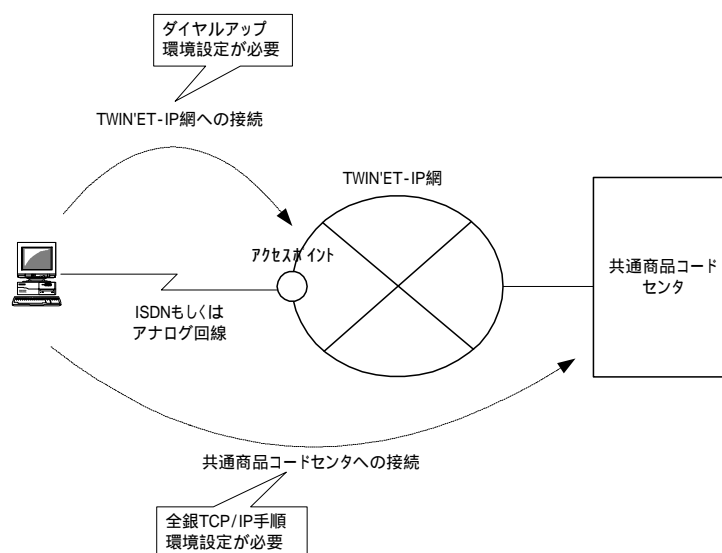 ダイヤルアップ
環境設定が必要
TWIN'ET-IP網への接続
TWIN'ET-IP網
アクセスポイント
共通商品コード
センタ
ISDNもしくは
アナログ回線
共通商品コードセンタへの接続
全銀TCP/IP手順
環境設定が必要